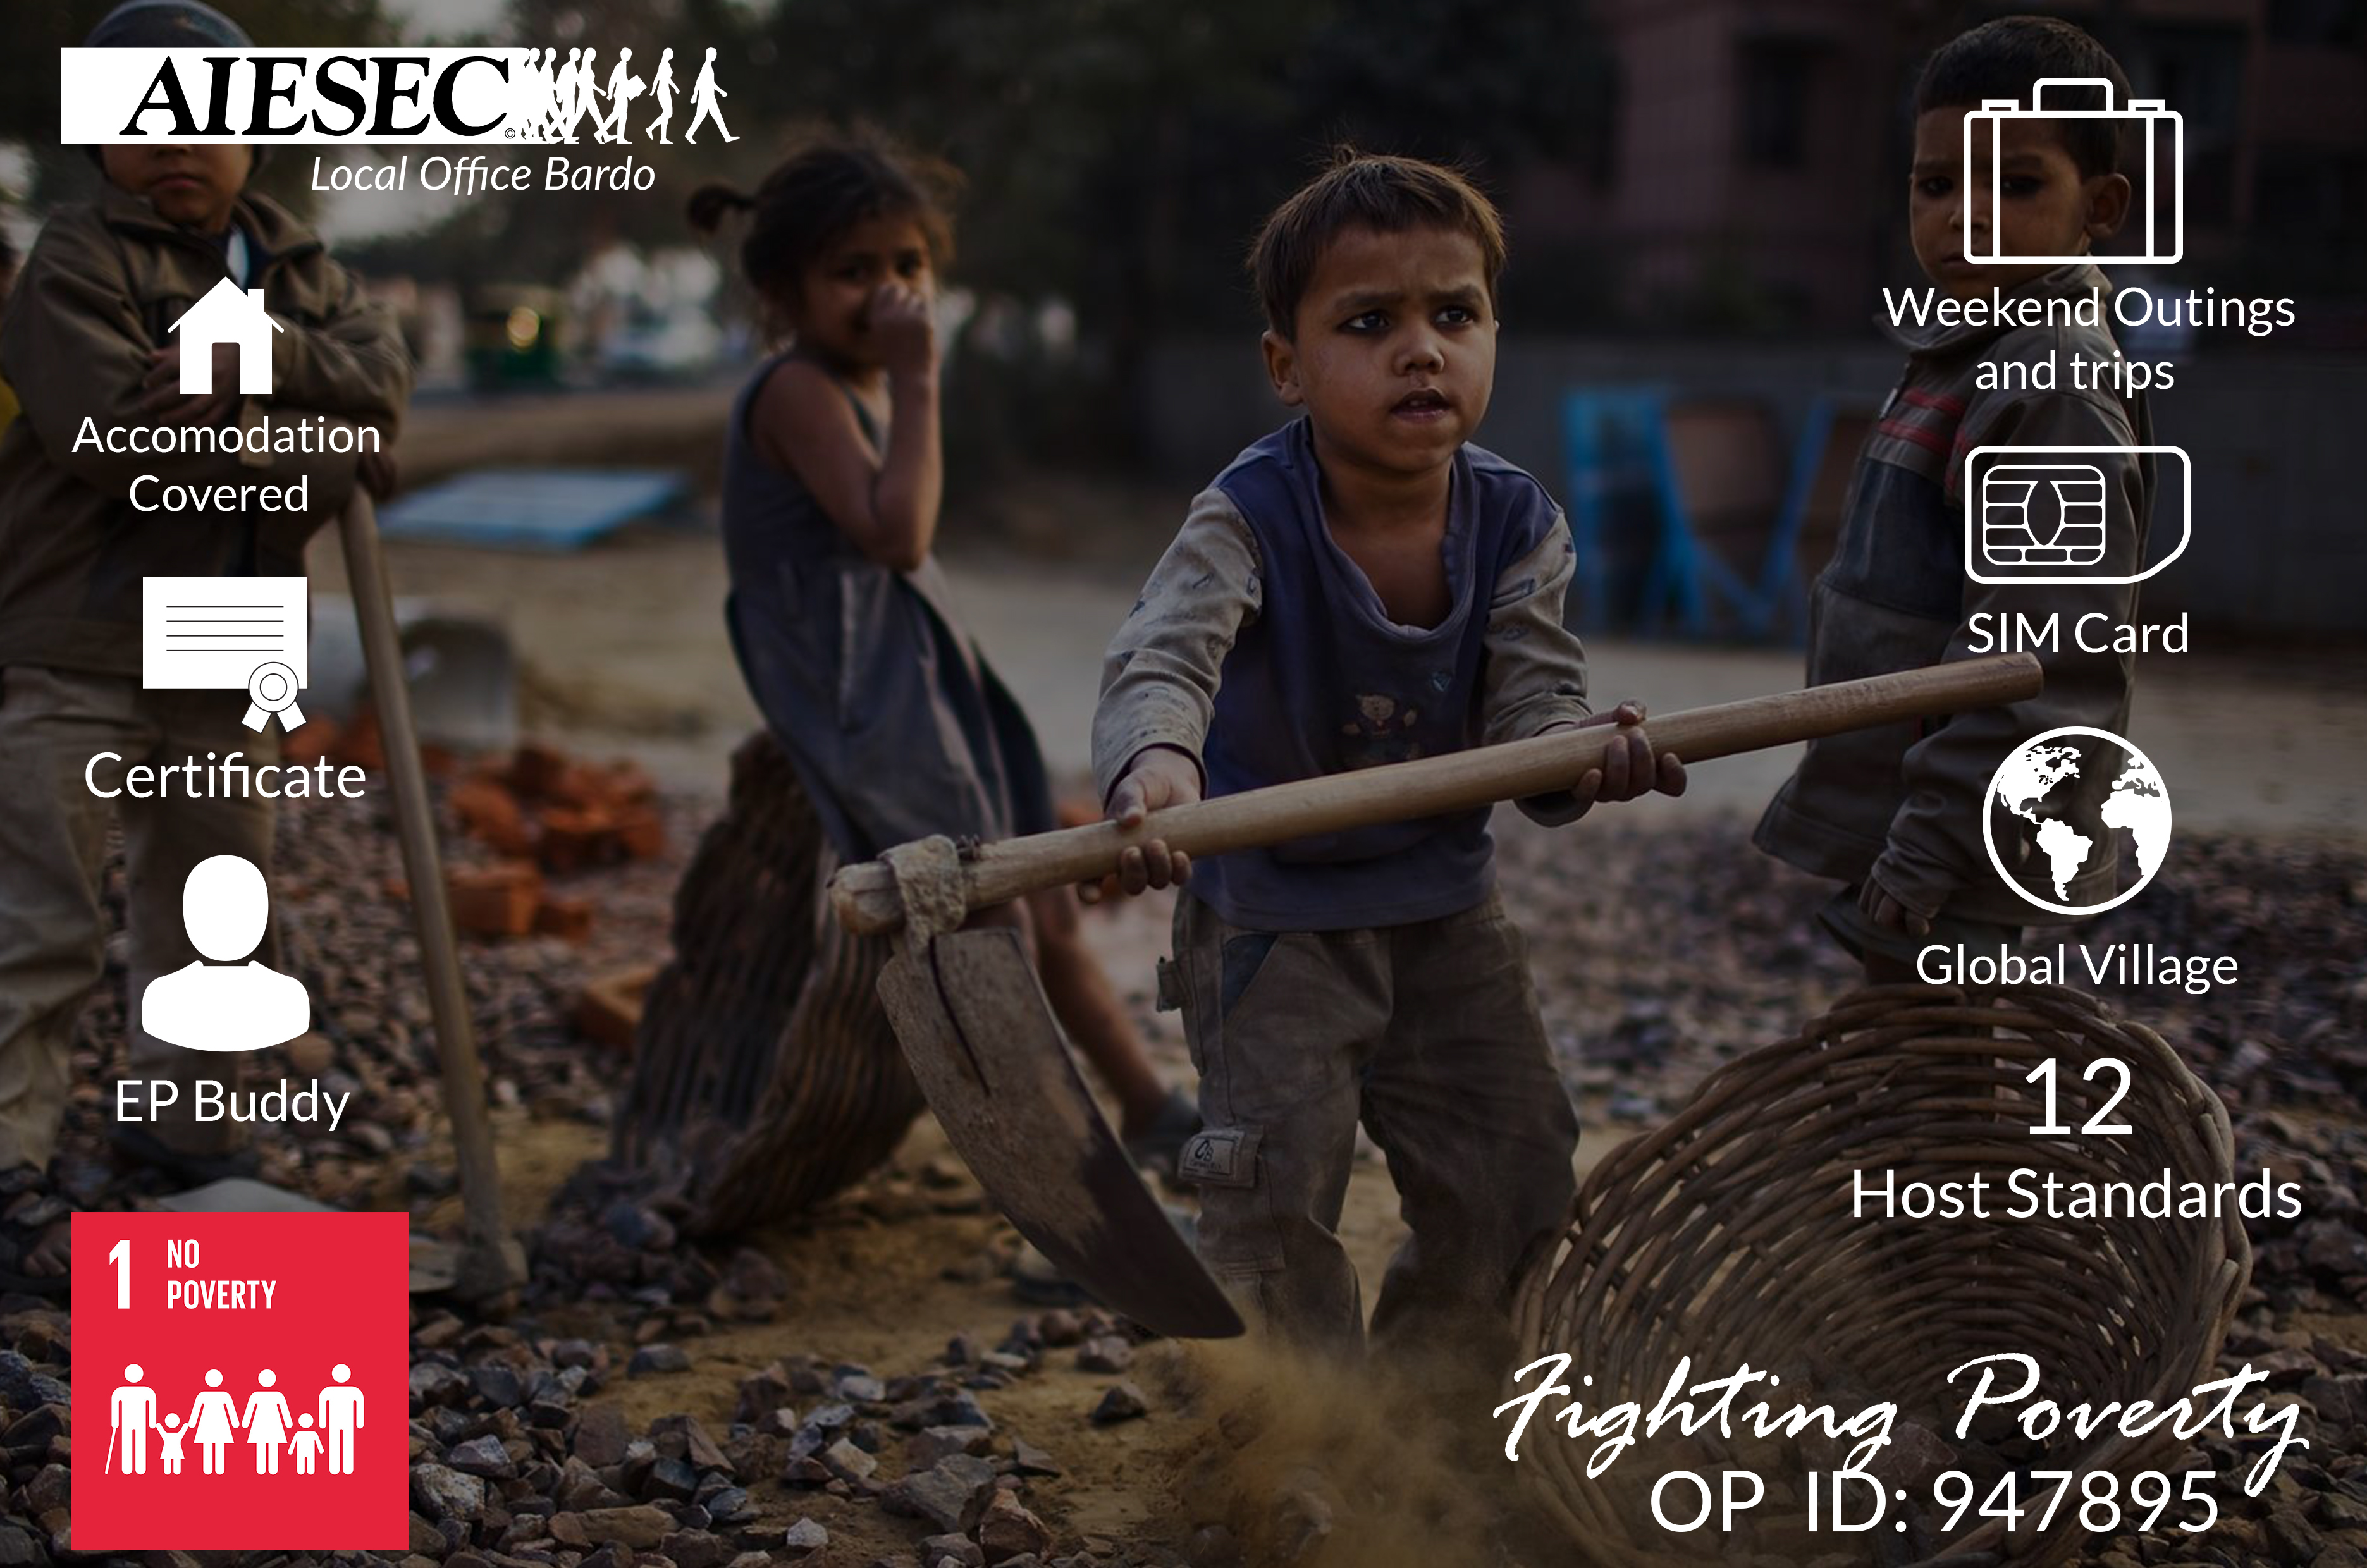 AIESEC
Local Office Bardo
Accomodation
Covered
Certificate
EP Buddy
1 NO
POVERTY
Weekend Outings
and trips
SIM Card
Global Village
12
Host Standards
Fighting Poverty
OP ID: 947895